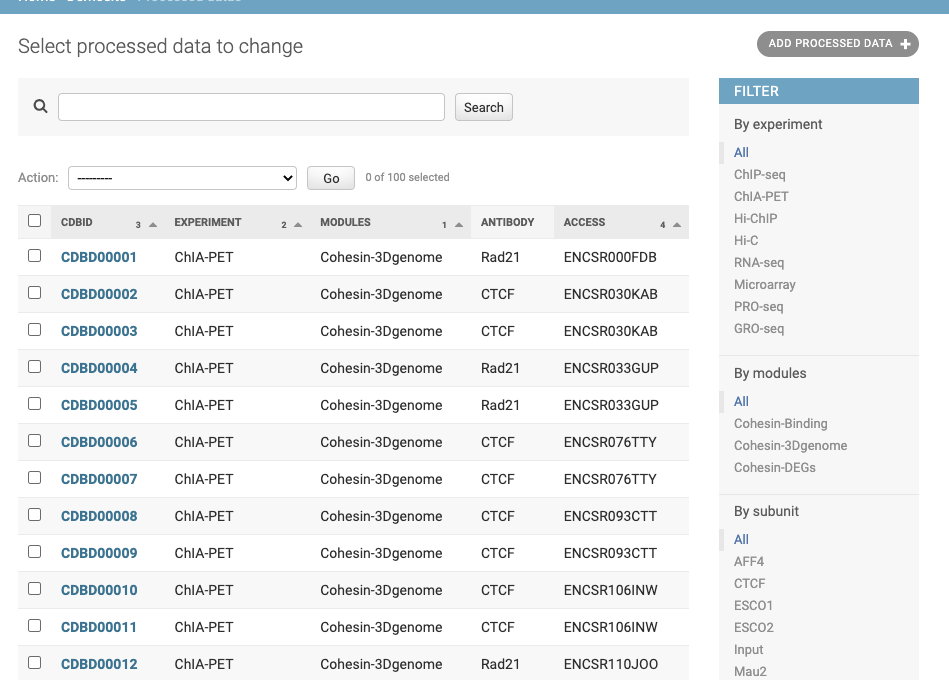 Select processed data to change
ADD PROCESSED DATA +
Search
Action: --------- Go 0 of 100 selected
CDBID 3 EXPERIMENT 2 MODULES 1 ANTIBODY ACCESS 4
CDBD00001 ChIA-PET Cohesin-3Dgenome Rad21 ENCSR000FDB
CDBD00002 ChIA-PET Cohesin-3Dgenome CTCF ENCSR030KAB
CDBD00003 ChIA-PET Cohesin-3Dgenome CTCF ENCSR030KAB
CDBD00004 ChIA-PET Cohesin-3Dgenome Rad21 ENCSR033GUP
CDBD00005 ChIA-PET Cohesin-3Dgenome Rad21 ENCSR033GUP
CDBD00006 ChIA-PET Cohesin-3Dgenome CTCF ENCSR076TTY
CDBD00007 ChIA-PET Cohesin-3Dgenome CTCF ENCSR076TTY
CDBD00008 ChIA-PET Cohesin-3Dgenome CTCF ENCSR093CTT
CDBD00009 ChIA-PET Cohesin-3Dgenome CTCF ENCSR093CTT
CDBD00010 ChIA-PET Cohesin-3Dgenome CTCF ENCSR106INW
CDBD00011 ChIA-PET Cohesin-3Dgenome CTCF ENCSR106INW
CDBD00012 ChIA-PET Cohesin-3Dgenome Rad21 ENCSR110JOO
FILTER
By experiment
All
ChIP-seq
ChIA-PET
Hi-ChIP
Hi-C
RNA-seq
Microarray
PRO-seq
GRO-seq
By modules
All
Cohesin-Binding
Cohesin-3Dgenome
Cohesin-DEGs
By subunit
All
AFF4
CTCF
ESCO1
ESCO2
Input
Mau2